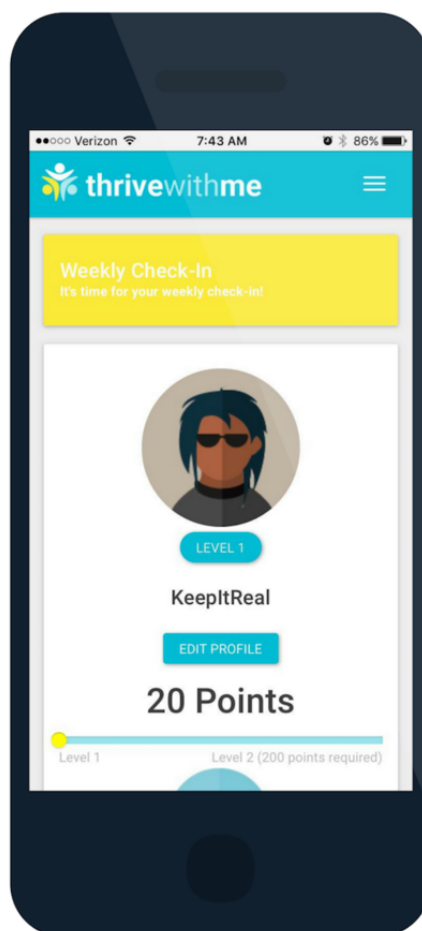 Verizon 7:43 AM 86%
thrivewithme
Weekly Check-In
It's time for your weekly check-in!
LEVEL 1
KeepItReal
EDIT PROFILE
20 Points
Level 1 Level 2 (200 points required)